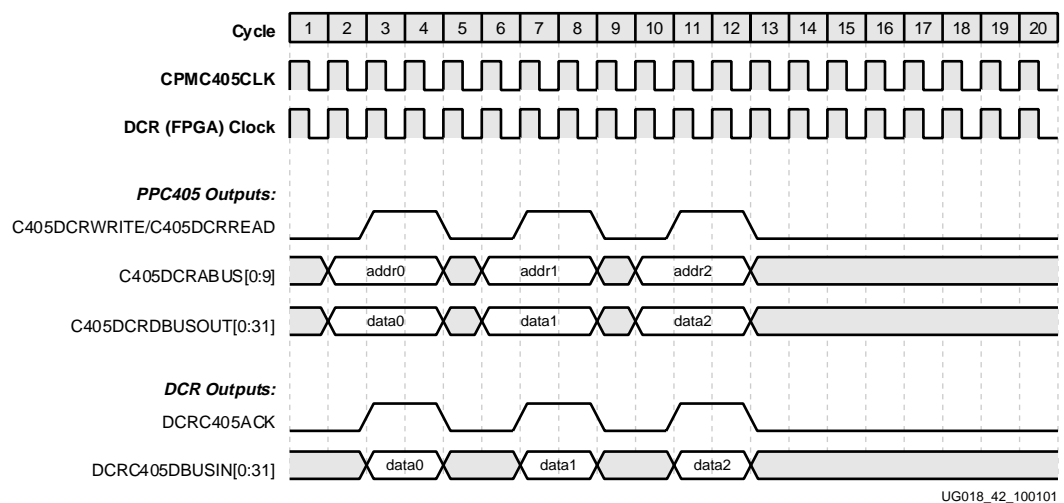 Cycle 1 2 3 4 5 6 7 8 9 10 11 12 13 14 15 16 17 18 19 20
CPMC405CLK
DCR (FPGA) Clock
PPC405 Outputs:
C405DCRWRITE/C405DCRREAD
C405DCRABUS[0:9] addr0 addr1 addr2
C405DCRDBUSOUT[0:31] data0 data1 data2
DCR Outputs:
DCRC405ACK
DCRC405DBUSIN[0:31] data0 data1 data2
UG018_42_100101